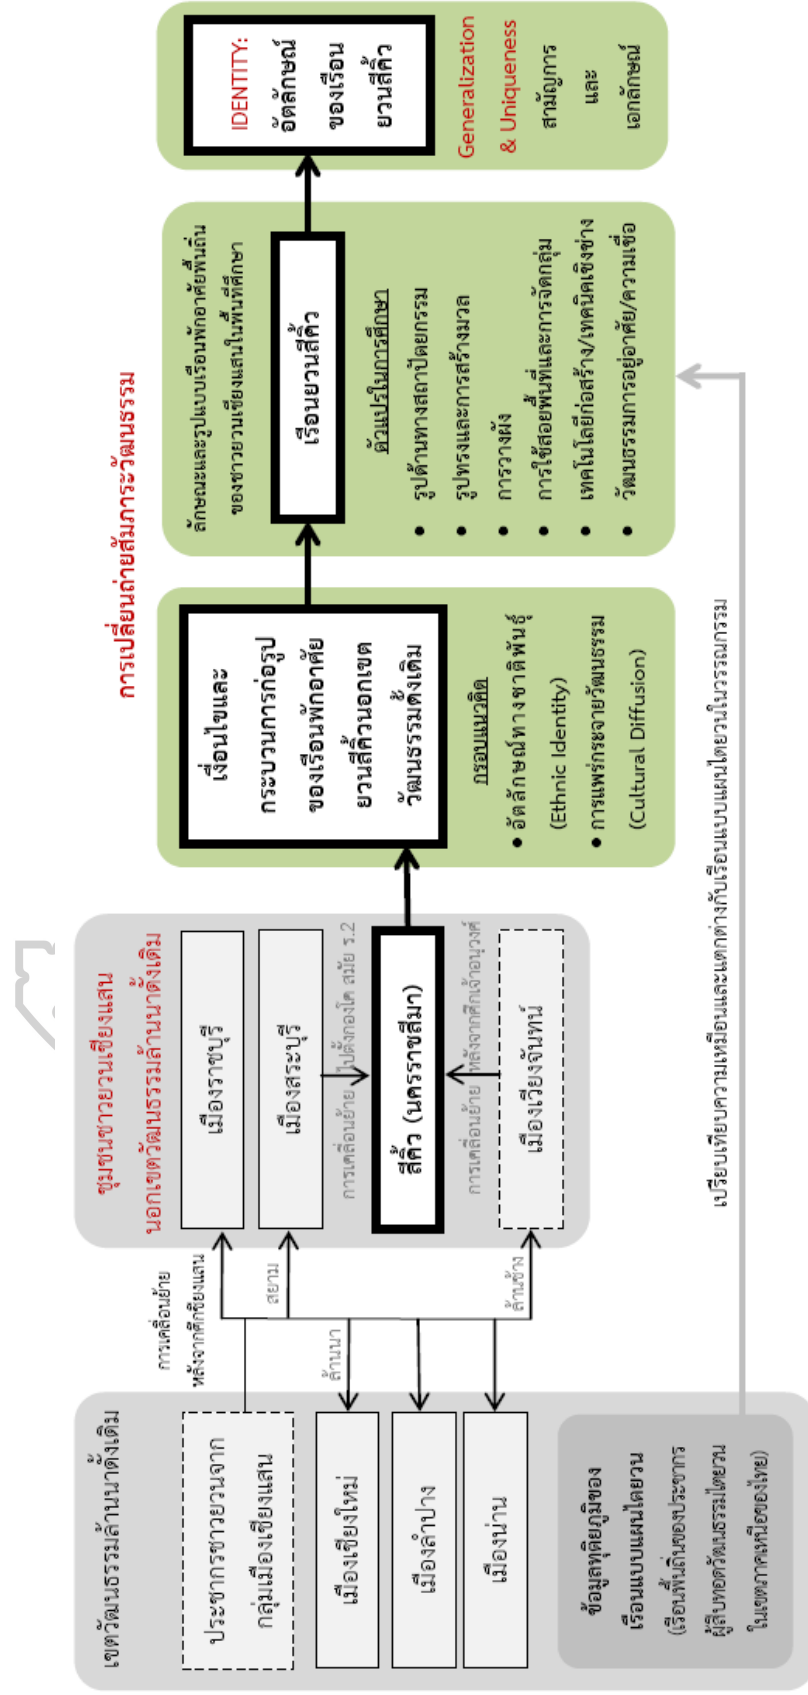 การเปลี่ยนถ่ายสัมภาระวัฒนธรรม
เขตวัฒนธรรมล้านนาดั้งเดิม
ประชากรชาวยวนจาก
กลุ่มเมืองเชียงแสน
เมืองเชียงใหม่
เมืองลำปาง
เมืองน่าน
ข้อมูลทุติยภูมิของ
เรือนแบบแผนไตยวน
(เรือนพื้นถิ่นของประชากร
ผู้สืบทอดวัฒนธรรมไตยวน
ในเขตภาคเหนือของไทย)
การเคลื่อนย้าย
หลังจากศึกเชียงแสน
สยาม
ล้านนา
ล้านช้าง
ชุมชนชาวยวนเชียงแสน
นอกเขตวัฒนธรรมล้านนาดั้งเดิม
เมืองราชบุรี
เมืองสระบุรี
การเคลื่อนย้าย ไปตั้งกองโค สมัย ร.2
สีคิ้ว (นครราชสีมา)
การเคลื่อนย้าย หลังจากศึกเจ้าอนุวงศ์
เมืองเวียงจันทน์
เงื่อนไขและ
กระบวนการก่อรูป
ของเรือนพักอาศัย
ยวนสีคิ้วนอกเขต
วัฒนธรรมดั้งเดิม
กรอบแนวคิด
● อัตลักษณ์ทางชาติพันธุ์
(Ethnic Identity)
● การแพร่กระจายวัฒนธรรม
(Cultural Diffusion)
ลักษณะและรูปแบบเรือนพักอาศัยพื้นถิ่น
ของชาวยวนเชียงแสนในพื้นที่ศึกษา
เรือนยวนสีคิ้ว
ตัวแปรในการศึกษา
● รูปด้านทางสถาปัตยกรรม
● รูปทรงและการสร้างมวล
● การวางผัง
● การใช้สอยพื้นที่และการจัดกลุ่ม
● เทคโนโลยีก่อสร้าง/เทคนิคเชิงช่าง
● วัฒนธรรมการอยู่อาศัย/ความเชื่อ
IDENTITY:
อัตลักษณ์
ของเรือน
ยวนสีคิ้ว
Generalization
& Uniqueness
สามัญการ
และ
เอกลักษณ์
เปรียบเทียบความเหมือนและแตกต่างกับเรือนแบบแผนไตยวนในวรรณกรรม